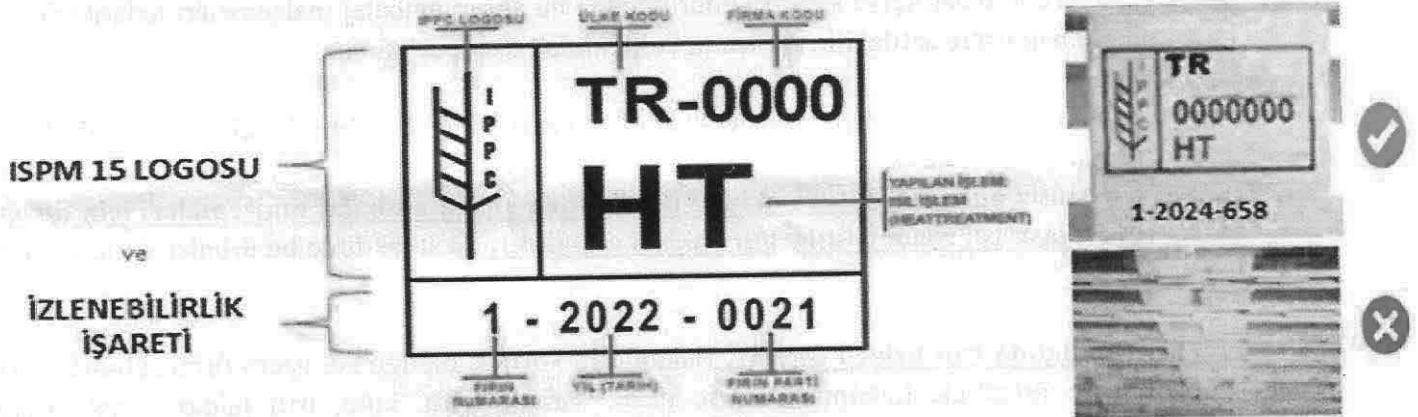 IPPC LOGOSU
ÜLKE KODU
FİRMA KODU
ISPM 15 LOGOSU
ve
İZLENEBİLİRLİK
İŞARETİ
IPPC
TR-0000
HT
YAPILAN İŞLEM:
ISIL İŞLEM
(HEATTREATMENT)
1 - 2022 - 0021
FIRIN
NUMARASI
YIL (TARİH)
FIRIN PARTİ
NUMARASI
IPPC
TR
0000000
HT
1-2024-658